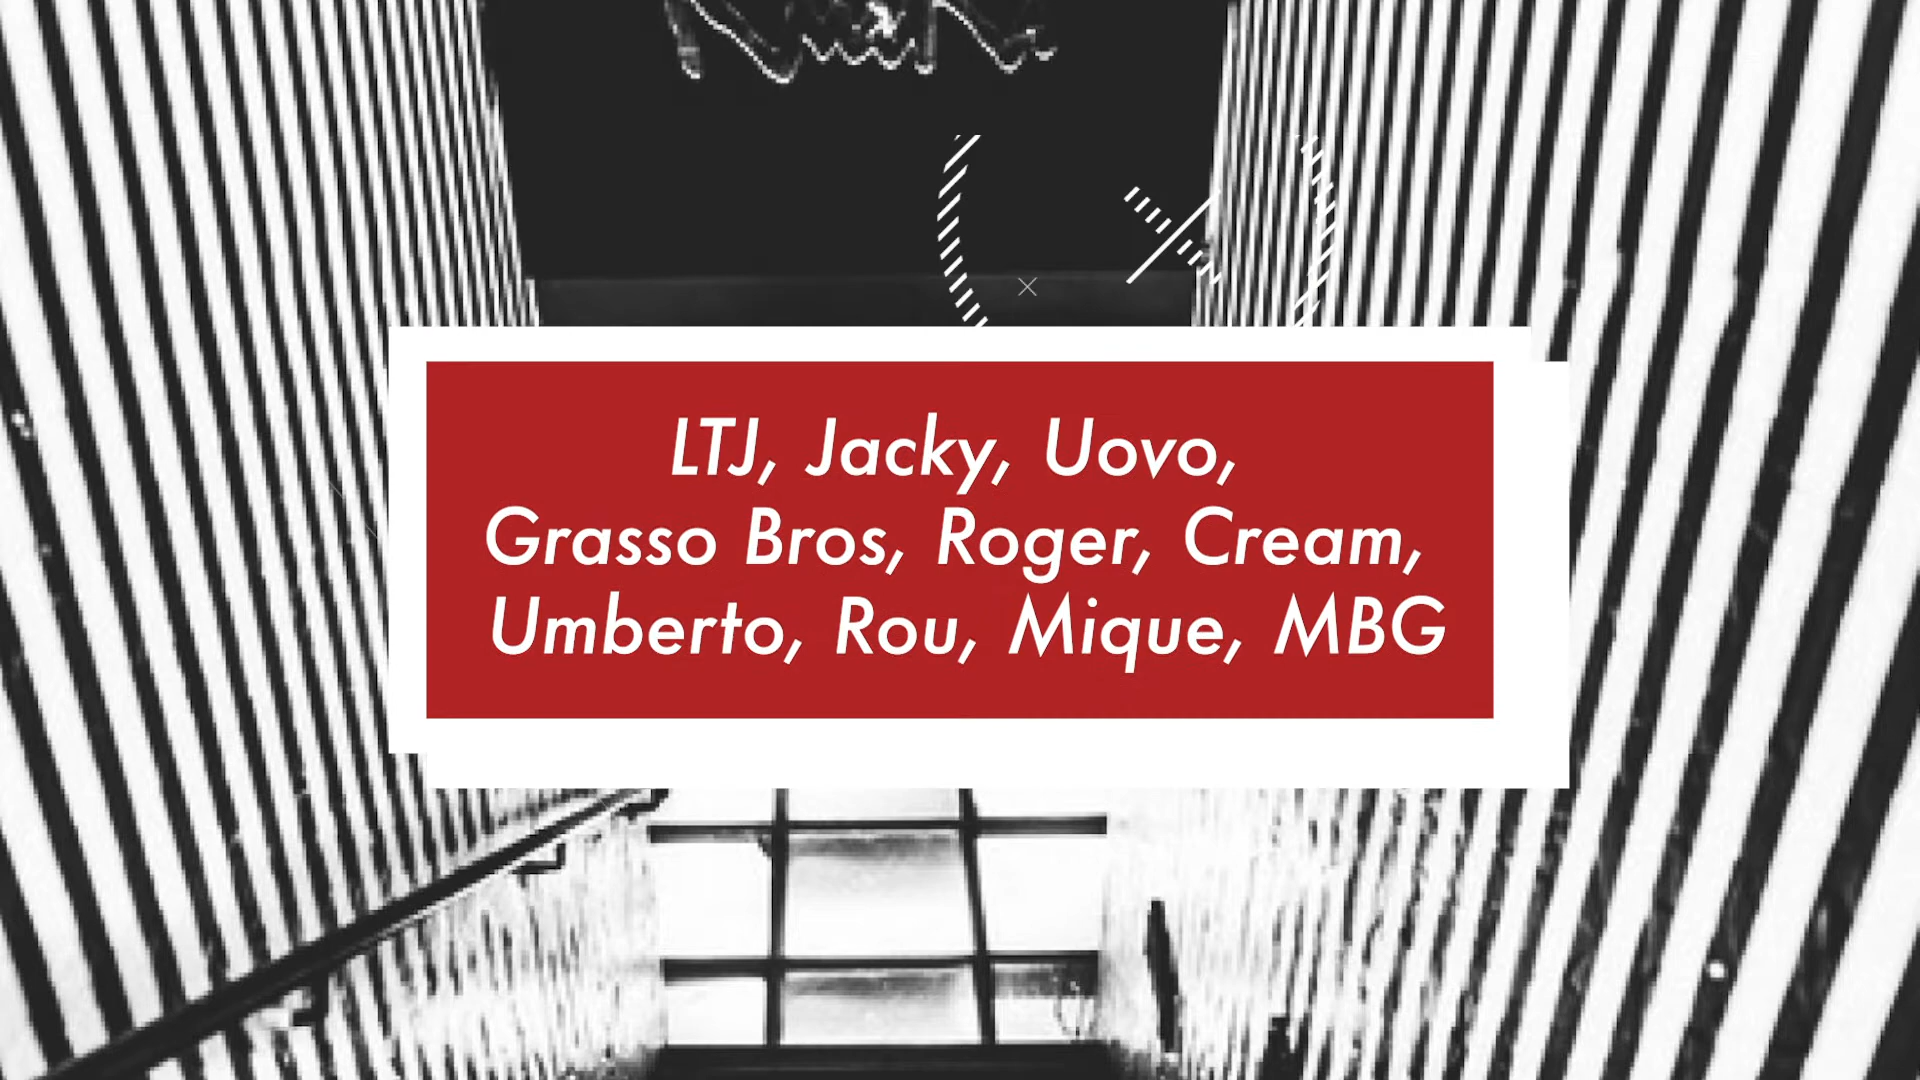 LTJ, Jacky, Uovo,
Grasso Bros, Roger, Cream,
Umberto, Rou, Mique, MBG